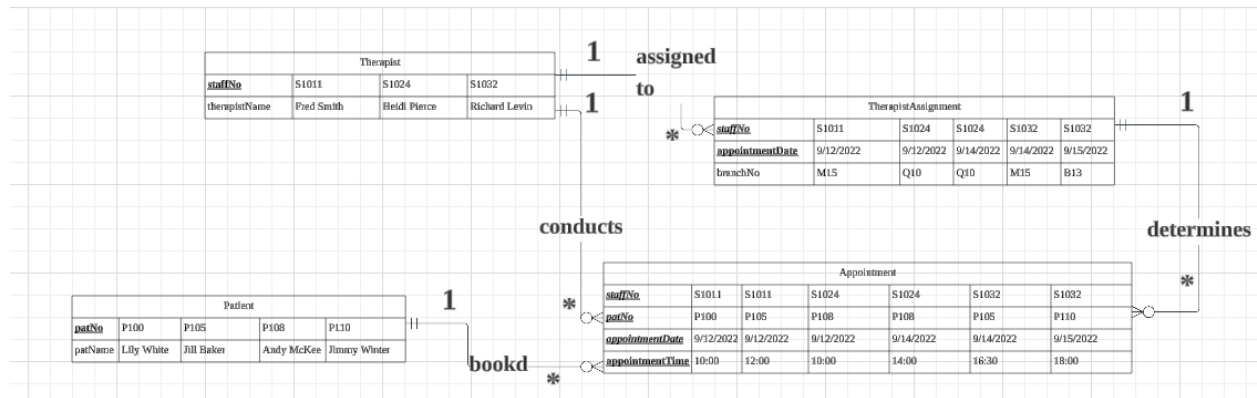 Therapist
staffNo S1011 S1024 S1032
therapistName Fred Smith Heidi Pierce Richard Levin
1 assigned
to
1
*
TherapistAssignment
staffNo S1011 S1024 S1024 S1032 S1032
appointmentDate 9/12/2022 9/12/2022 9/14/2022 9/14/2022 9/15/2022
branchNo M15 Q10 Q10 M15 B13
1
conducts
determines
*
*
Appointment
staffNo S1011 S1011 S1024 S1024 S1032 S1032
patNo P100 P105 P108 P108 P105 P110
appointmentDate 9/12/2022 9/12/2022 9/12/2022 9/14/2022 9/14/2022 9/15/2022
appointmentTime 10:00 12:00 10:00 14:00 16:30 18:00
Patient
patNo P100 P105 P108 P110
patName Lily White Jill Baker Andy McKee Jimmy Winter
1
bookd
*